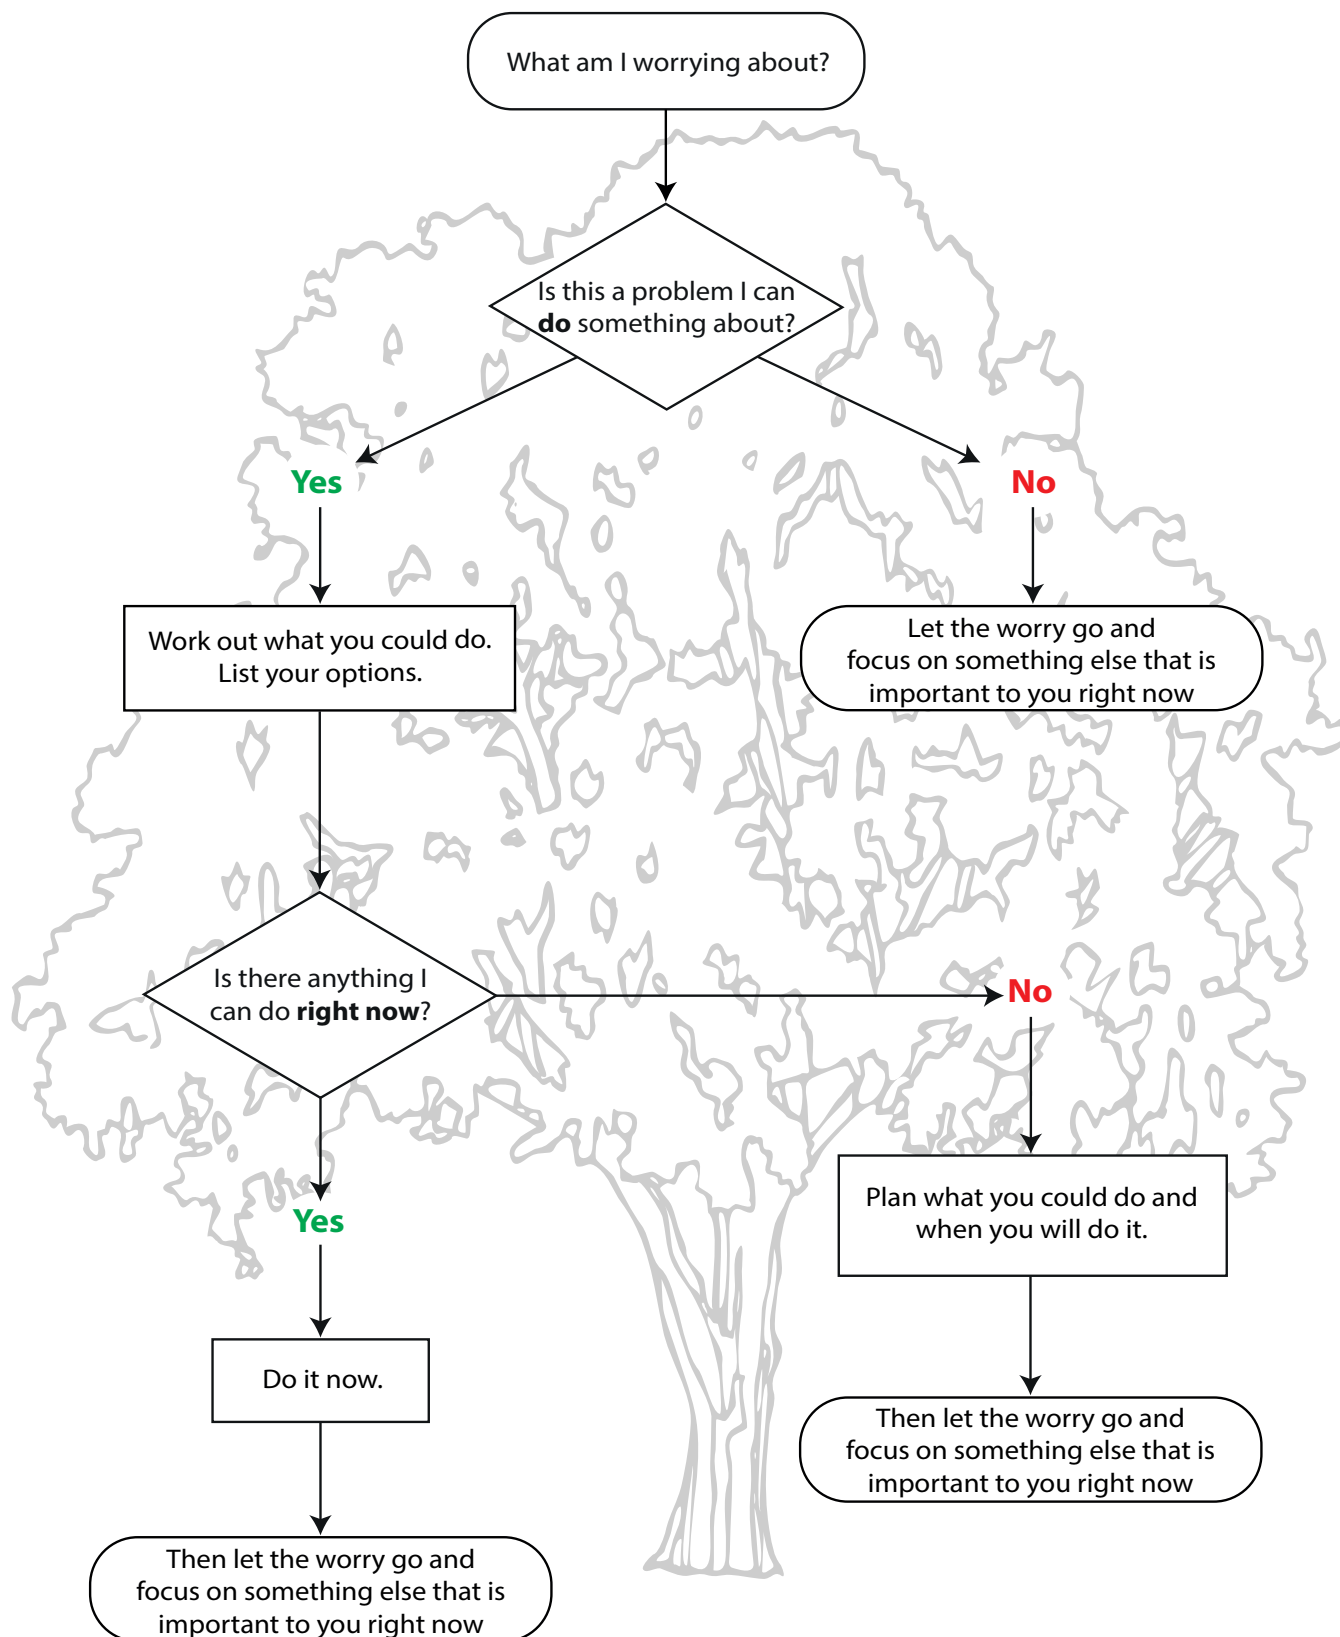 What am I worrying about?
Is this a problem I can
do something about?
Yes
No
Work out what you could do.
List your options.
Let the worry go and
focus on something else that is
important to you right now
Is there anything I
can do right now?
No
Yes
Plan what you could do and
when you will do it.
Do it now.
Then let the worry go and
focus on something else that is
important to you right now
Then let the worry go and
focus on something else that is
important to you right now